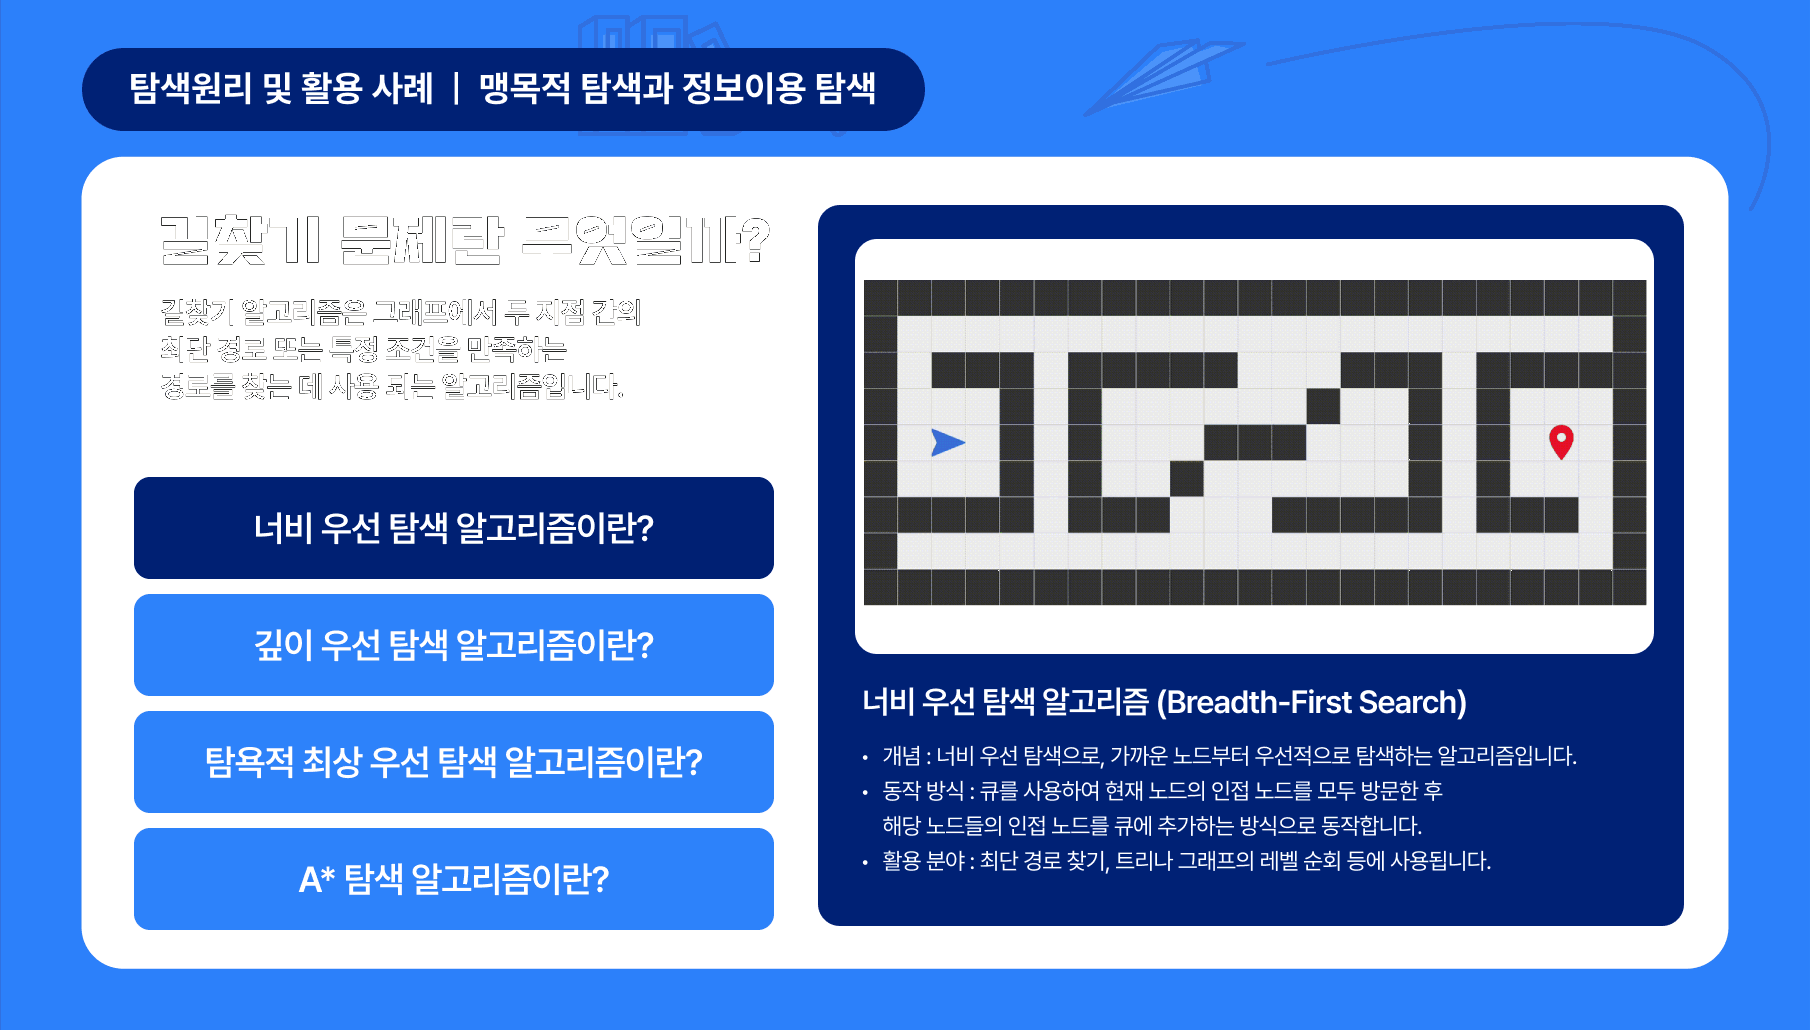 탐색원리 및 활용 사례 | 맹목적 탐색과 정보이용 탐색
길찾기 문제란 무엇일까?
길찾기 알고리즘은 그래프에서 두 지점 간의
최단 경로 또는 특정 조건을 만족하는
경로를 찾는 데 사용 되는 알고리즘입니다.
너비 우선 탐색 알고리즘이란?
깊이 우선 탐색 알고리즘이란?
탐욕적 최상 우선 탐색 알고리즘이란?
A* 탐색 알고리즘이란?
너비 우선 탐색 알고리즘 (Breadth-First Search)
• 개념 : 너비 우선 탐색으로, 가까운 노드부터 우선적으로 탐색하는 알고리즘입니다.
• 동작 방식 : 큐를 사용하여 현재 노드의 인접 노드를 모두 방문한 후
해당 노드들의 인접 노드를 큐에 추가하는 방식으로 동작합니다.
• 활용 분야 : 최단 경로 찾기, 트리나 그래프의 레벨 순회 등에 사용됩니다.